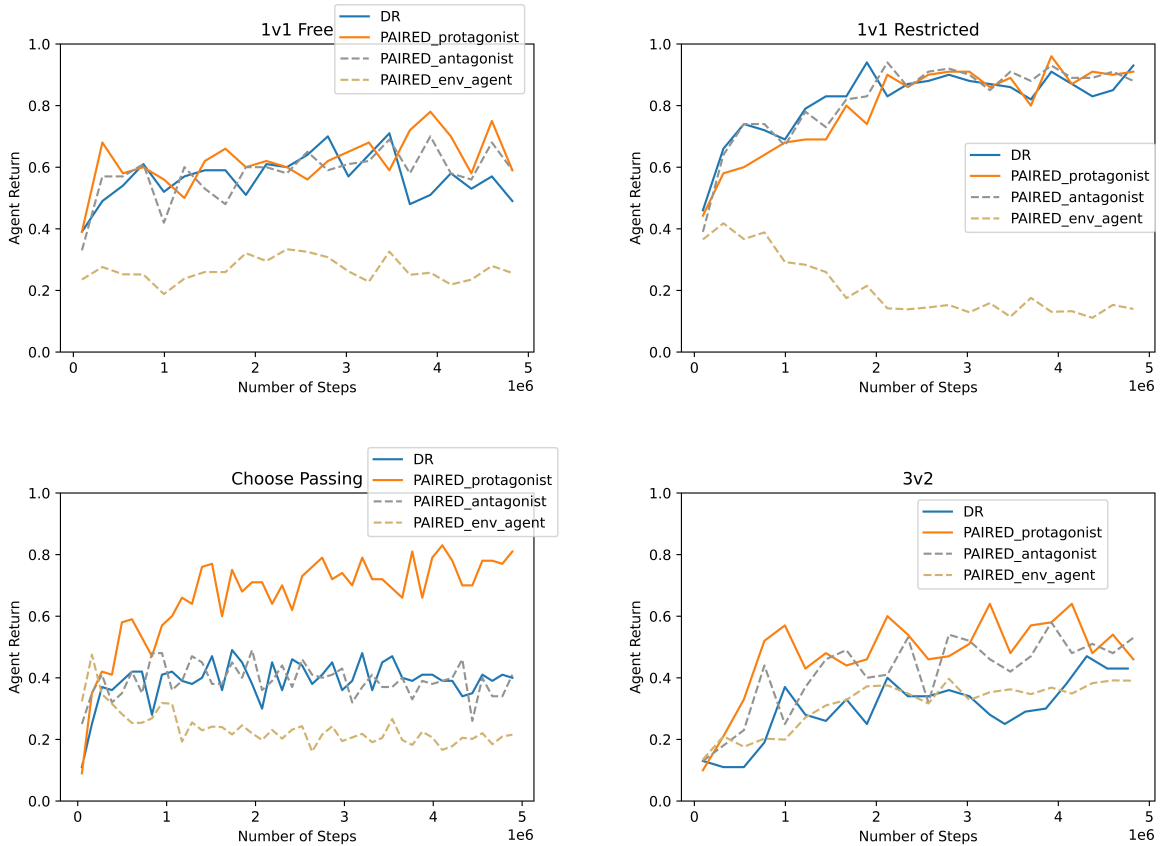 1v1 Free
DR
PAIRED_protagonist
PAIRED_antagonist
PAIRED_env_agent
1.0
0.8
0.6
0.4
0.2
0.0
Agent Return
0 1 2 3 4 5
1e6
Number of Steps
1v1 Restricted
1.0
0.8
0.6
0.4
0.2
0.0
Agent Return
DR
PAIRED_protagonist
PAIRED_antagonist
PAIRED_env_agent
0 1 2 3 4 5
1e6
Number of Steps
Choose Passing
DR
PAIRED_protagonist
PAIRED_antagonist
PAIRED_env_agent
1.0
0.8
0.6
0.4
0.2
0.0
Agent Return
0 1 2 3 4 5
1e6
Number of Steps
3v2
DR
PAIRED_protagonist
PAIRED_antagonist
PAIRED_env_agent
1.0
0.8
0.6
0.4
0.2
0.0
Agent Return
0 1 2 3 4 5
1e6
Number of Steps